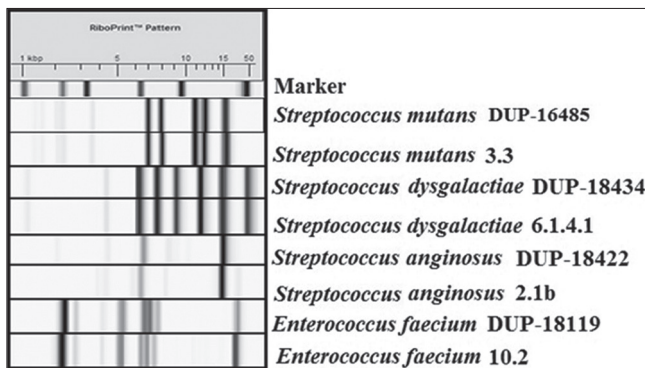 RiboPrint™ Pattern
1 kbp 5 10 15 50
Marker
Streptococcus mutans DUP-16485
Streptococcus mutans 3.3
Streptococcus dysgalactiae DUP-18434
Streptococcus dysgalactiae 6.1.4.1
Streptococcus anginosus DUP-18422
Streptococcus anginosus 2.1b
Enterococcus faecium DUP-18119
Enterococcus faecium 10.2